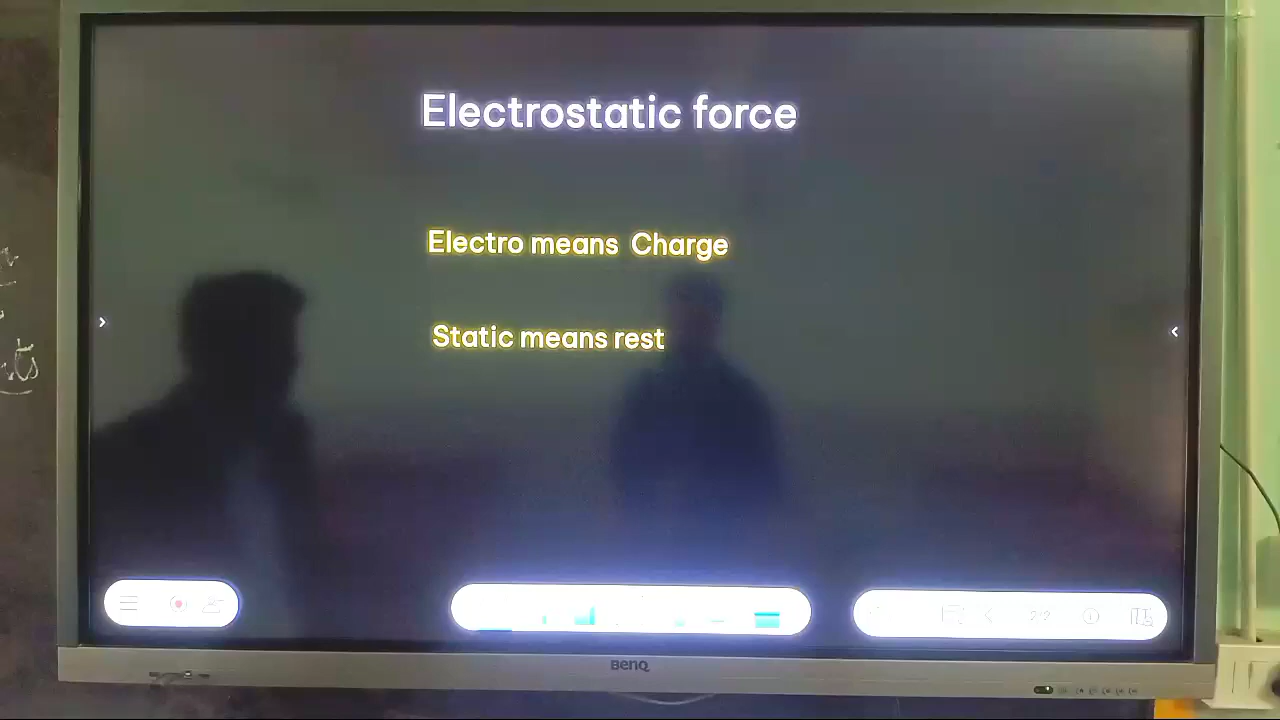 Electrostatic force
Electro means Charge
Static means rest
BenQ